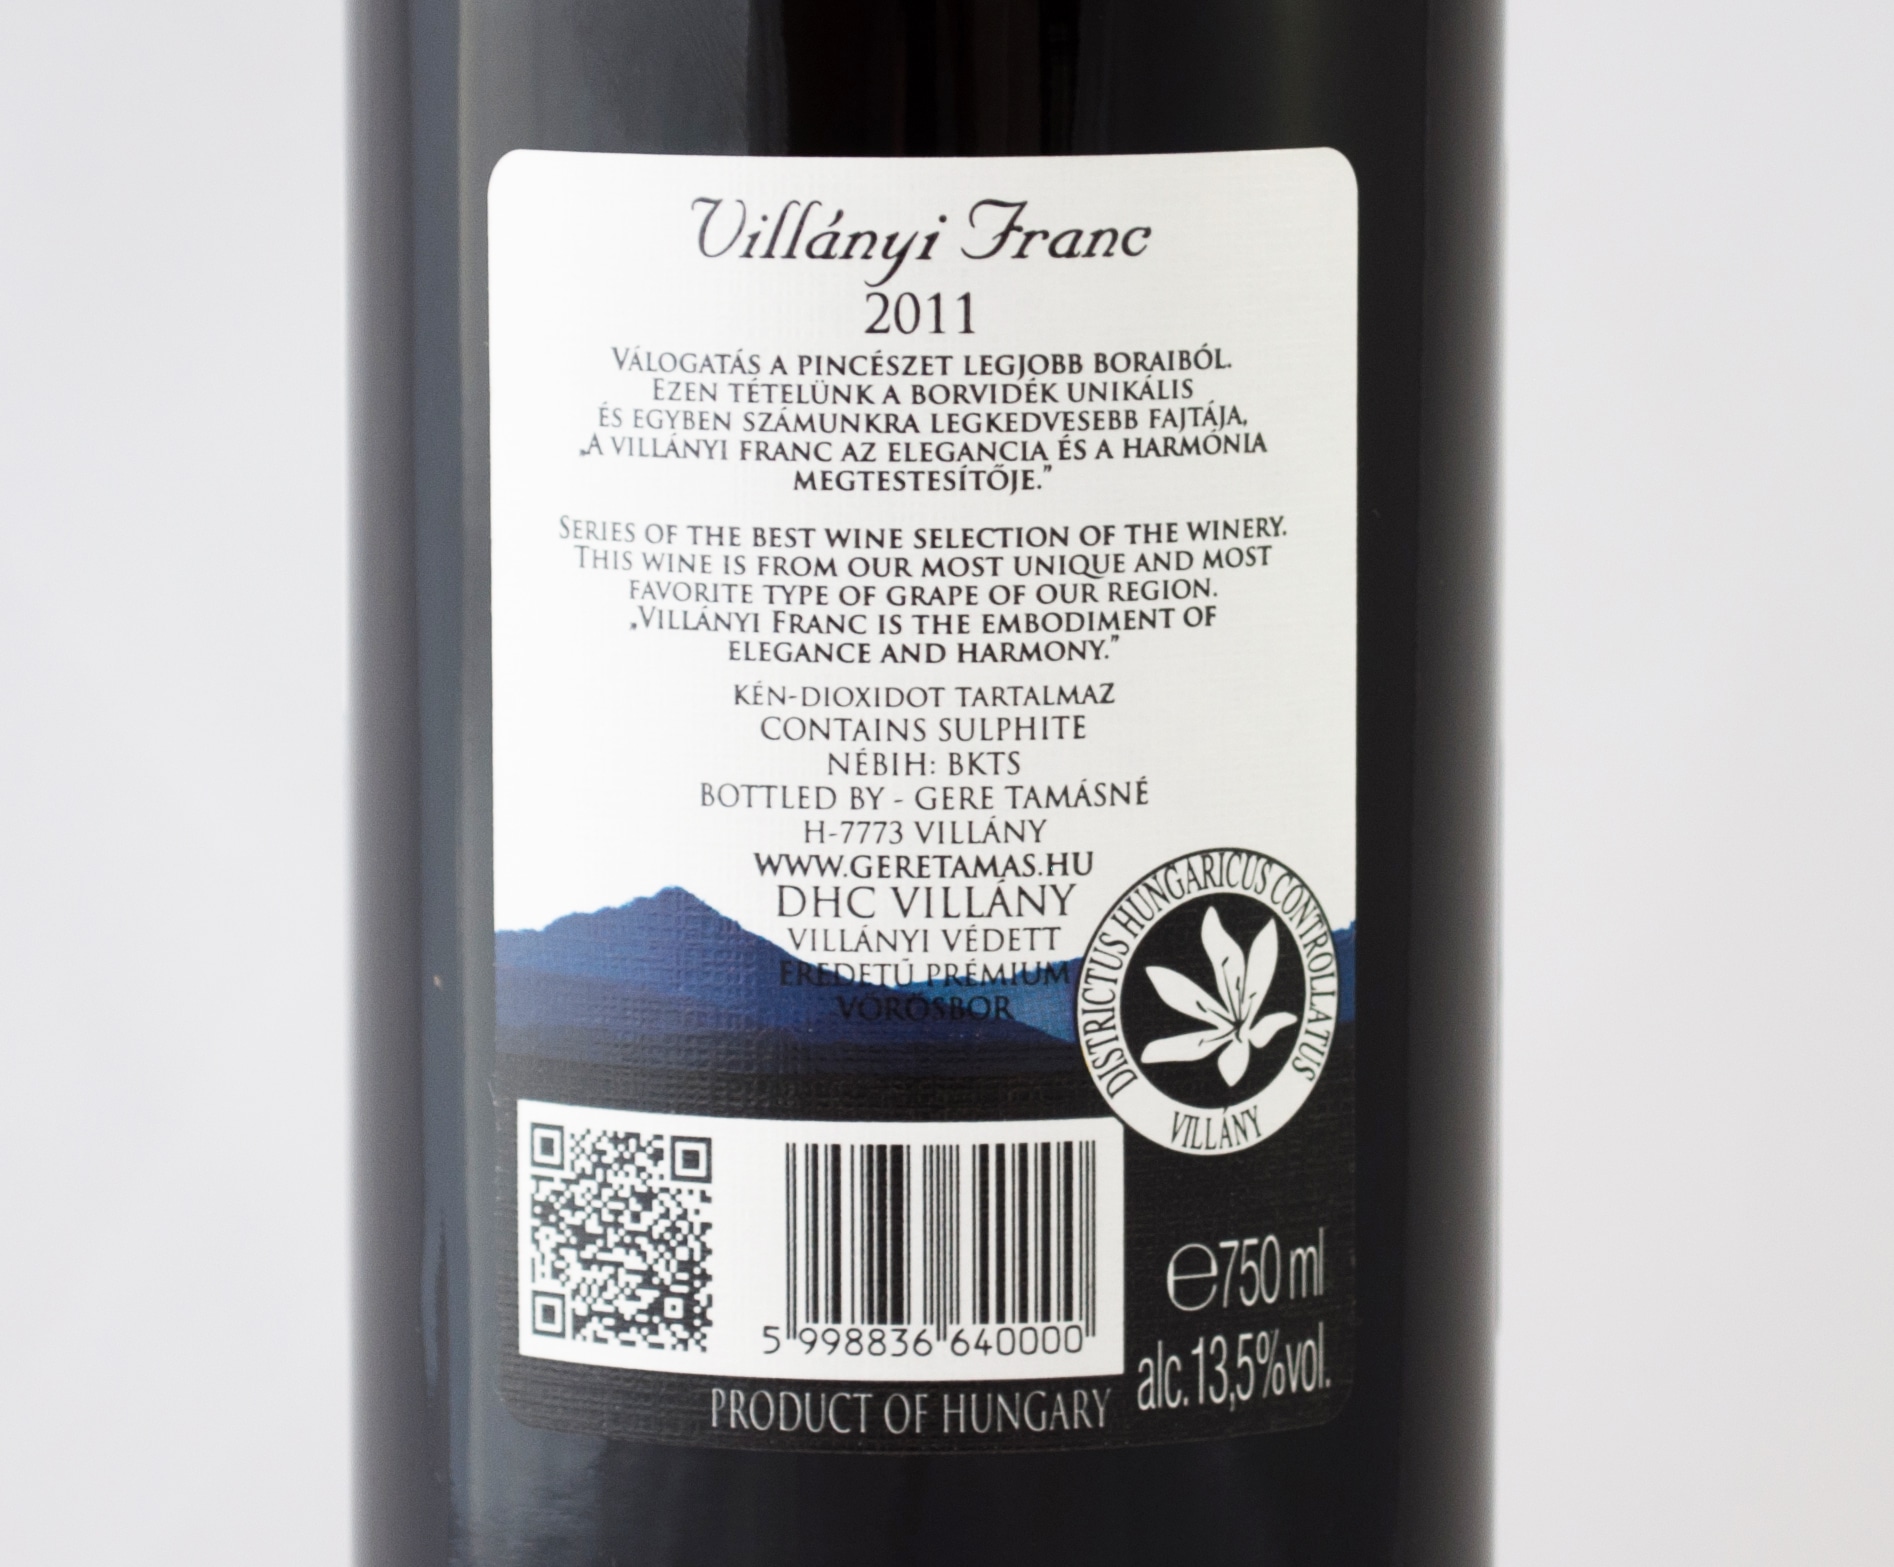 Villányi Franc
2011
VÁLOGATÁS A PINCÉSZET LEGJOBB BORAIBÓL.
EZEN TÉTELÜNK A BORVIDÉK UNIKÁLIS
ÉS EGYBEN SZÁMUNKRA LEGKEDVESEBB FAJTÁJA,
„A VILLÁNYI FRANC AZ ELEGANCIA ÉS A HARMÓNIA
MEGTESTESÍTŐJE.”
SERIES OF THE BEST WINE SELECTION OF THE WINERY.
THIS WINE IS FROM OUR MOST UNIQUE AND MOST
FAVORITE TYPE OF GRAPE OF OUR REGION.
„VILLÁNYI FRANC IS THE EMBODIMENT OF
ELEGANCE AND HARMONY.”
KÉN-DIOXIDOT TARTALMAZ
CONTAINS SULPHITE
NÉBIH: BKTS
BOTTLED BY - GERE TAMÁSNÉ
H-7773 VILLÁNY
WWW.GERETAMAS.HU
DHC VILLÁNY
VILLÁNYI VÉDETT
EREDETŰ PRÉMIUM
VÖRÖSBOR
DISTRICTUS HUNGARICUS CONTROLLATUS
VILLÁNY
5 998836 640000
℮750 ml
alc.13,5%vol.
PRODUCT OF HUNGARY